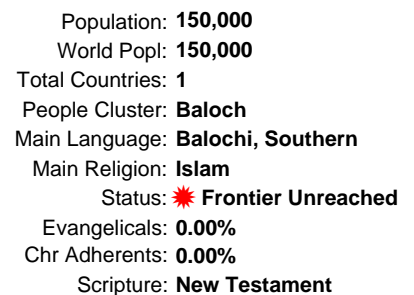 Population: 150,000
World Popl: 150,000
Total Countries: 1
People Cluster: Baloch
Main Language: Balochi, Southern
Main Religion: Islam
Status: Frontier Unreached
Evangelicals: 0.00%
Chr Adherents: 0.00%
Scripture: New Testament